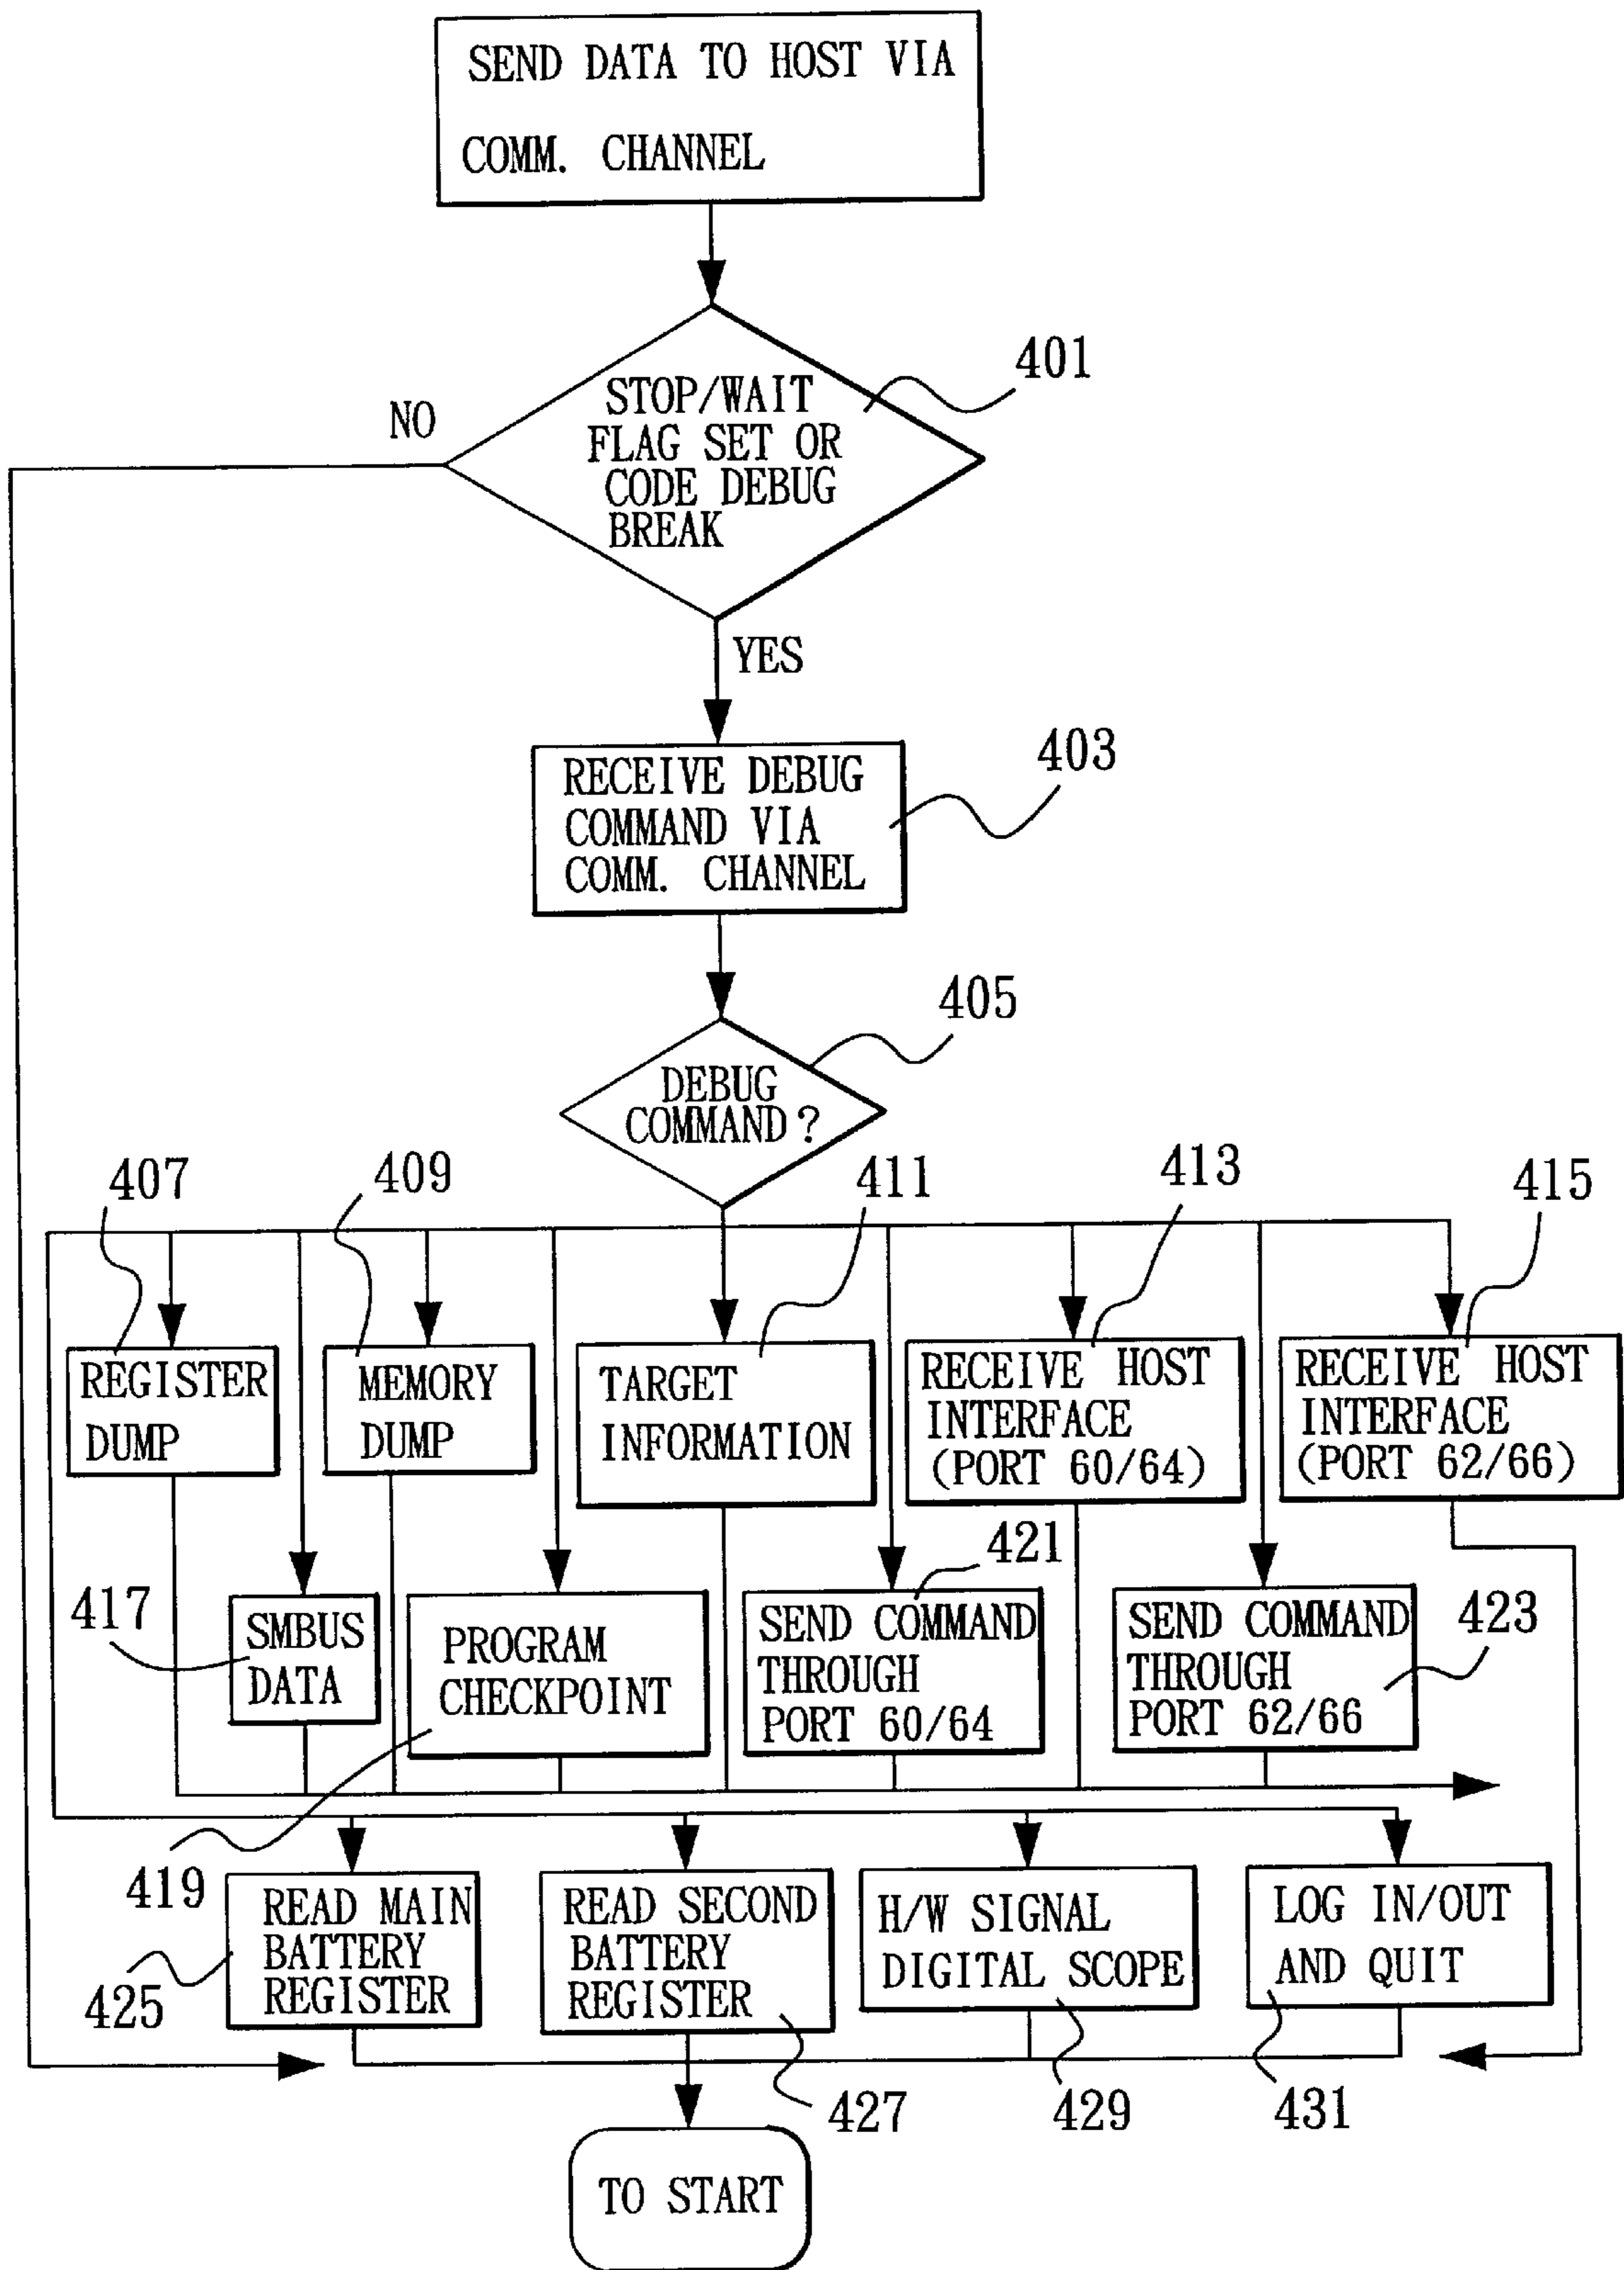 SEND DATA TO HOST VIA
COMM. CHANNEL
401
STOP/WAIT
FLAG SET OR
CODE DEBUG
BREAK
NO
YES
403
RECEIVE DEBUG
COMMAND VIA
COMM. CHANNEL
405
DEBUG
COMMAND?
407
409
411
413
415
REGISTER
DUMP
MEMORY
DUMP
TARGET
INFORMATION
RECEIVE HOST
INTERFACE
(PORT 60/64)
RECEIVE HOST
INTERFACE
(PORT 62/66)
417
SMBUS
DATA
PROGRAM
CHECKPOINT
421
SEND COMMAND
THROUGH
PORT 60/64
SEND COMMAND
THROUGH
PORT 62/66
423
419
READ MAIN
BATTERY
REGISTER
425
READ SECOND
BATTERY
REGISTER
427
H/W SIGNAL
DIGITAL SCOPE
429
LOG IN/OUT
AND QUIT
431
TO START